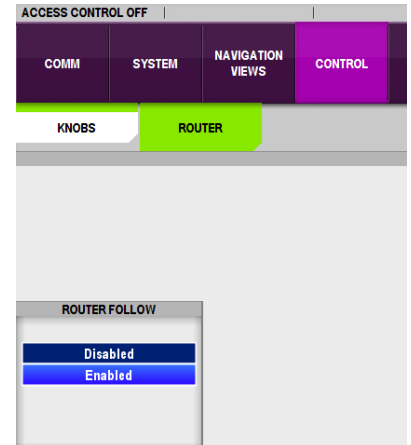 ACCESS CONTROL OFF
COMM
SYSTEM
NAVIGATION
VIEWS
CONTROL
KNOBS
ROUTER
ROUTER FOLLOW
Disabled
Enabled